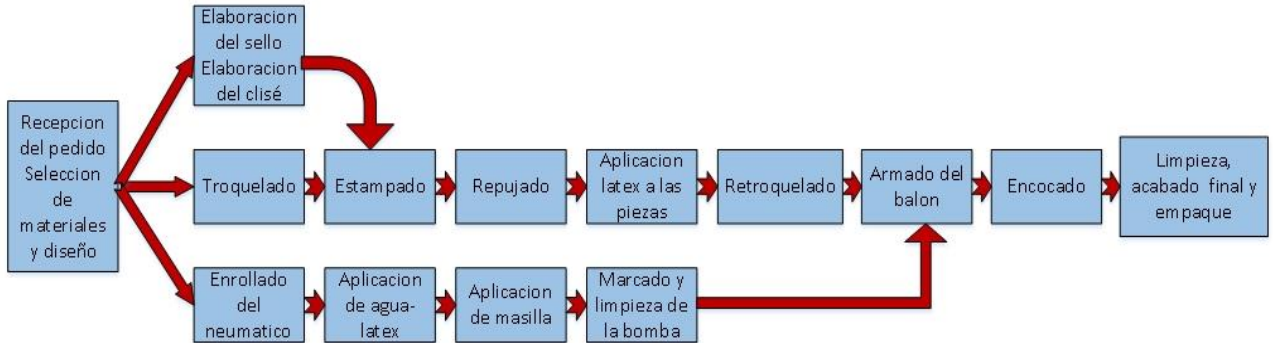 Recepcion
del pedido
Seleccion
de
materiales
y diseño
Elaboracion
del sello
Elaboracion
del clisé
Troquelado
Estampado
Repujado
Aplicacion
latex a las
piezas
Retroquelado
Armado del
balon
Encocado
Limpieza,
acabado final y
empaque
Enrollado
del
neumatico
Aplicacion
de agua-
latex
Aplicacion
de masilla
Marcado y
limpieza de
la bomba